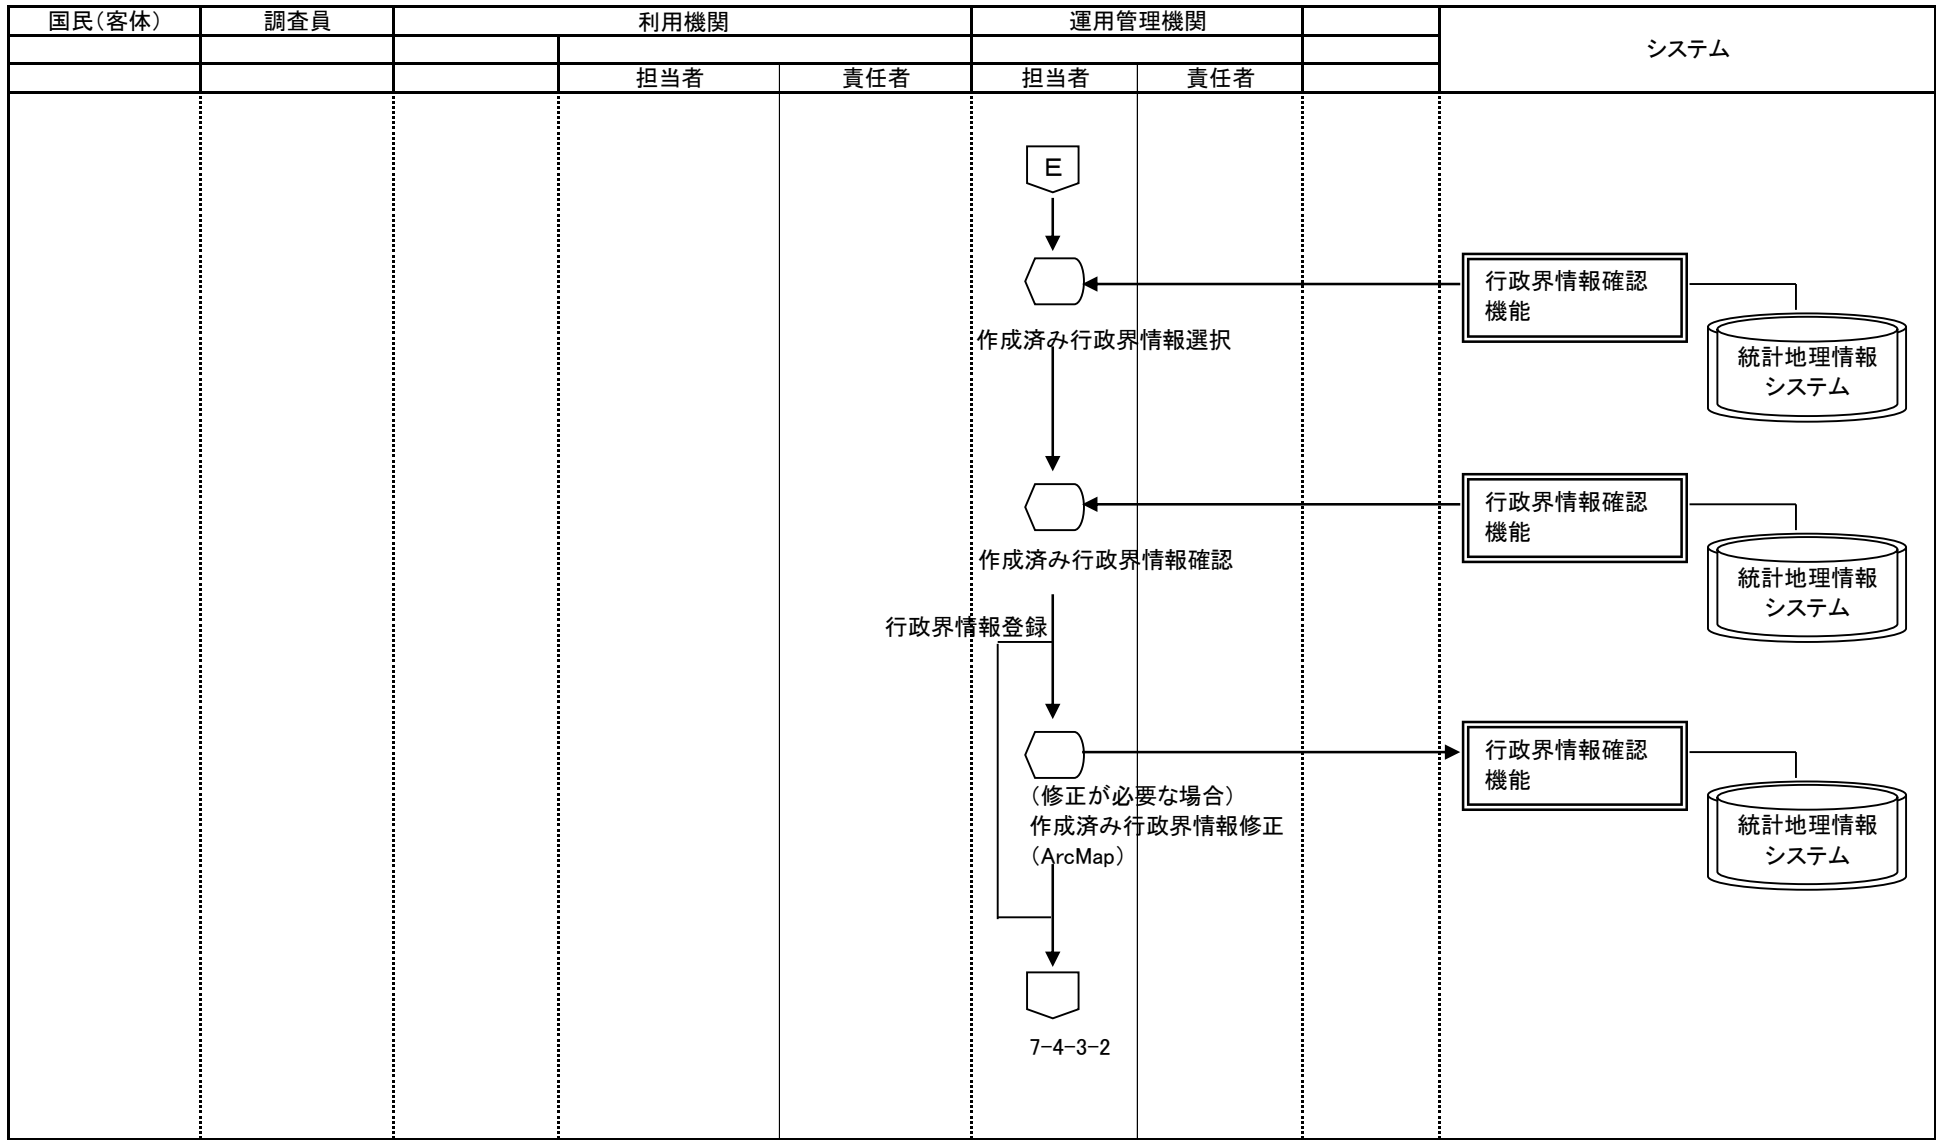 国民（客体）
調査員
利用機関
運用管理機関
システム
担当者
責任者
担当者
責任者
E
行政界情報確認
機能
作成済み行政界情報選択
統計地理情報
システム
行政界情報確認
機能
作成済み行政界情報確認
統計地理情報
システム
行政界情報登録
行政界情報確認
機能
（修正が必要な場合）
作成済み行政界情報修正
（ArcMap）
統計地理情報
システム
7-4-3-2